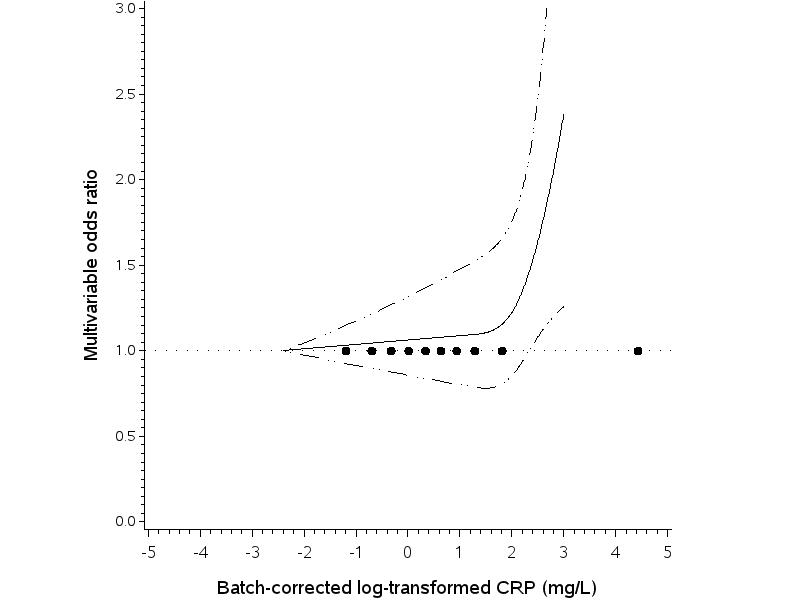 Multivariable odds ratio
3.0
2.5
2.0
1.5
1.0
0.5
0.0
-5 -4 -3 -2 -1 0 1 2 3 4 5
Batch-corrected log-transformed CRP (mg/L)